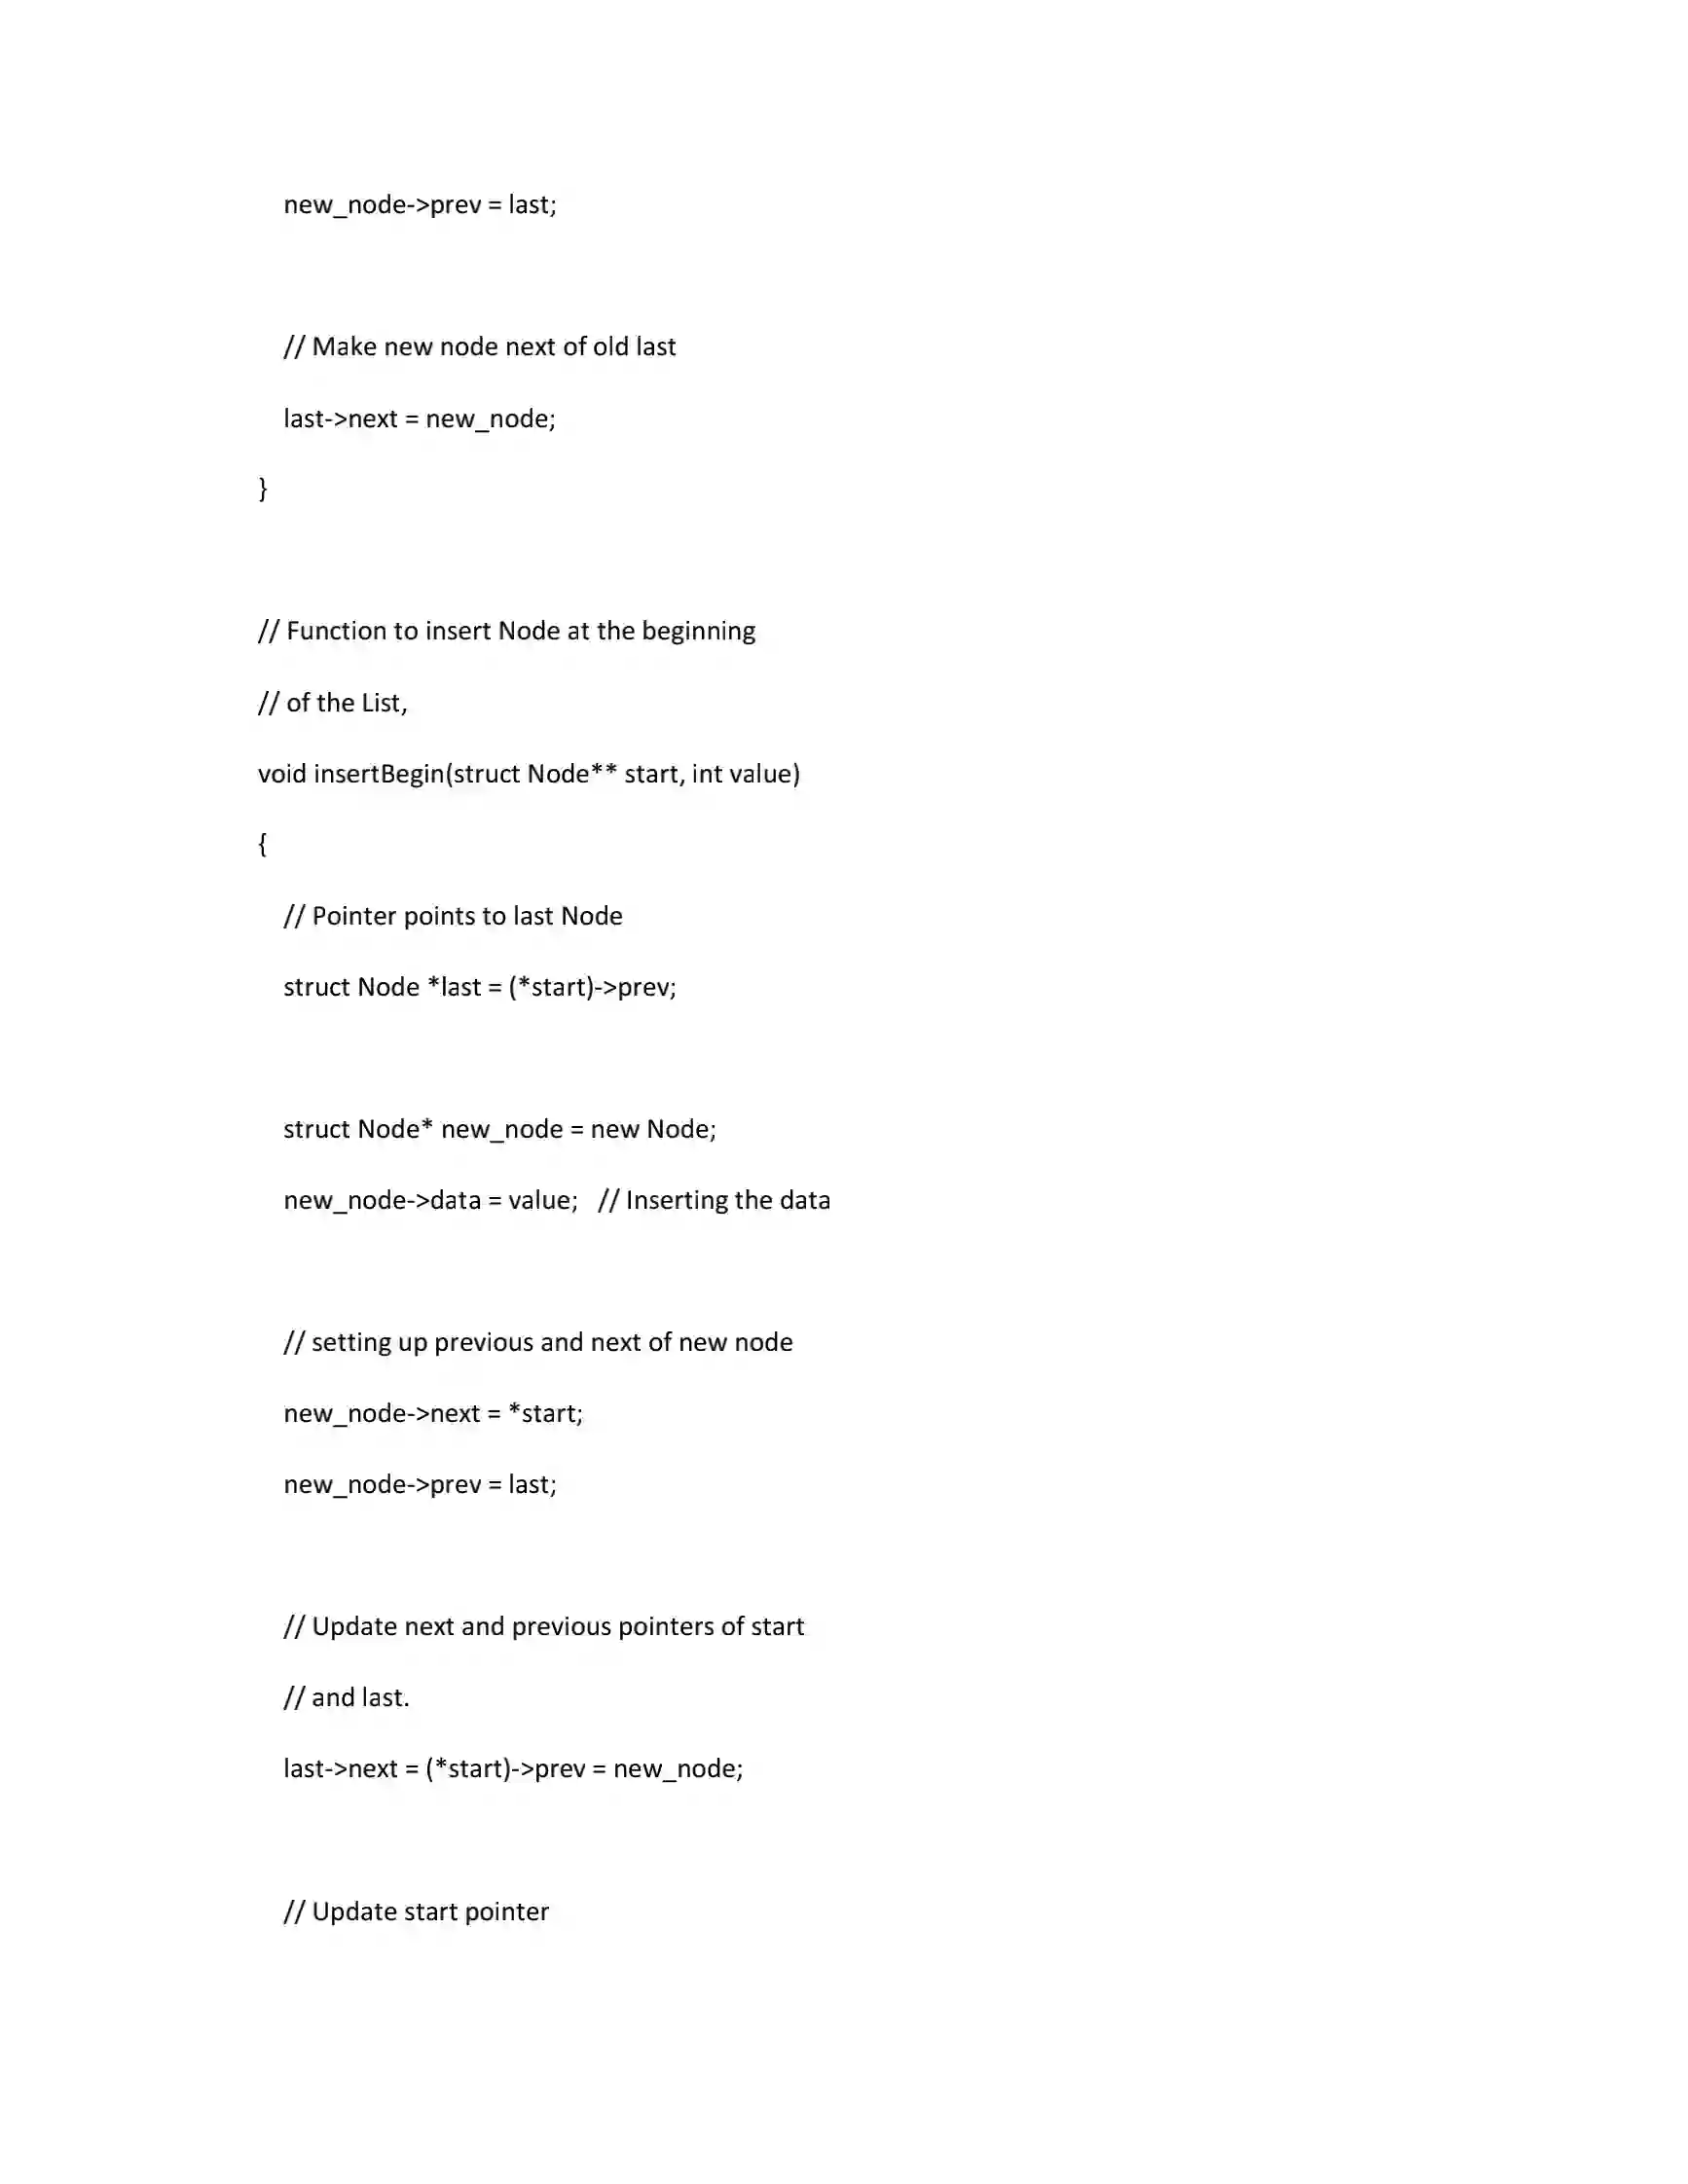 new_node->prev = last;
// Make new node next of old last
last->next = new_node;
}
// Function to insert Node at the beginning
// of the List,
void insertBegin(struct Node** start, int value)
{
// Pointer points to last Node
struct Node *last = (*start)->prev;
struct Node* new_node = new Node;
new_node->data = value;   // Inserting the data
// setting up previous and next of new node
new_node->next = *start;
new_node->prev = last;
// Update next and previous pointers of start
// and last.
last->next = (*start)->prev = new_node;
// Update start pointer